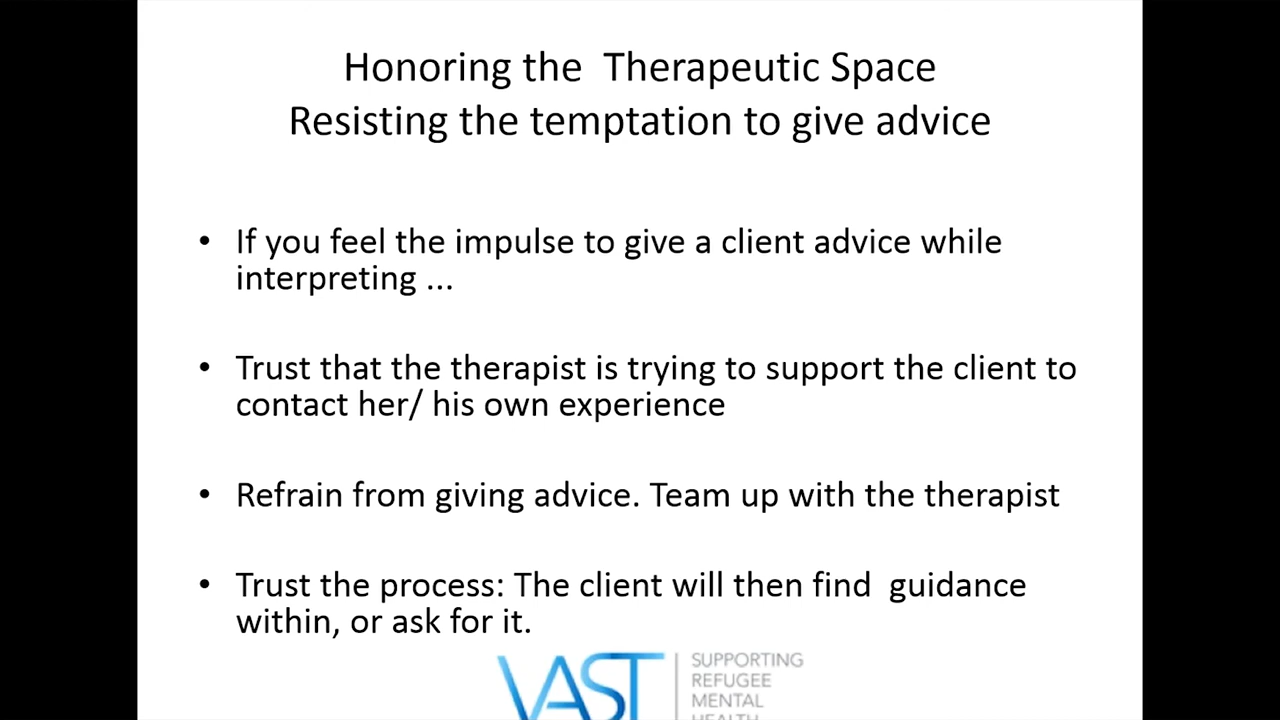 Honoring the  Therapeutic Space
Resisting the temptation to give advice
• If you feel the impulse to give a client advice while
interpreting ...
• Trust that the therapist is trying to support the client to
contact her/ his own experience
• Refrain from giving advice. Team up with the therapist
• Trust the process: The client will then find  guidance
within, or ask for it.
VAST
SUPPORTING
REFUGEE
MENTAL
HEALTH